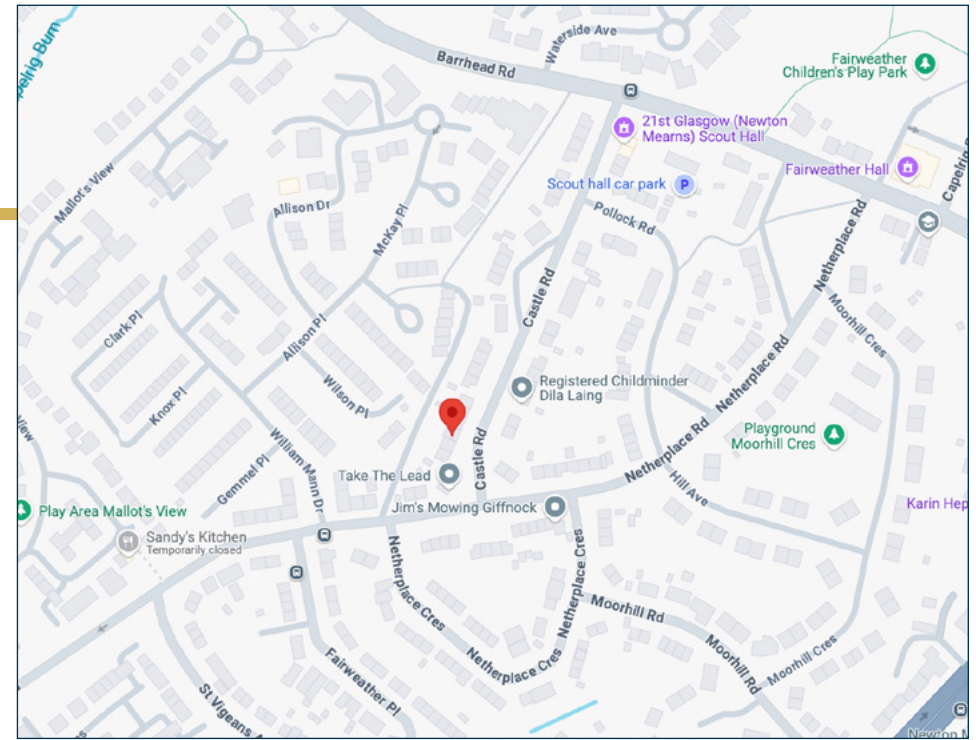 Waterside Ave
Barrhead Rd
Fairweather
Children's Play Park
21st Glasgow (Newton
Mearns) Scout Hall
Fairweather Hall
Scout hall car park
P
Mallot's View
Allison Dr
McKay Pl
Pollock Rd
Netherplace Rd
Castle Rd
Moorhill Cres
Clark Pl
Allison Pl
Knox Pl
Wilson Pl
Registered Childminder
Dila Laing
Netherplace Rd
Playground
Moorhill Cres
William Mann Dr
Gemmel Pl
Castle Rd
Take The Lead
Netherplace Rd
Hill Ave
Jim's Mowing Giffnock
Play Area Mallot's View
Sandy's Kitchen
Temporarily closed
Netherplace Cres
Netherplace Cres
Moorhill Rd
Moorhill Rd
Moorhill Cres
Netherplace Cres
Fairweather Pl
St Vigeans